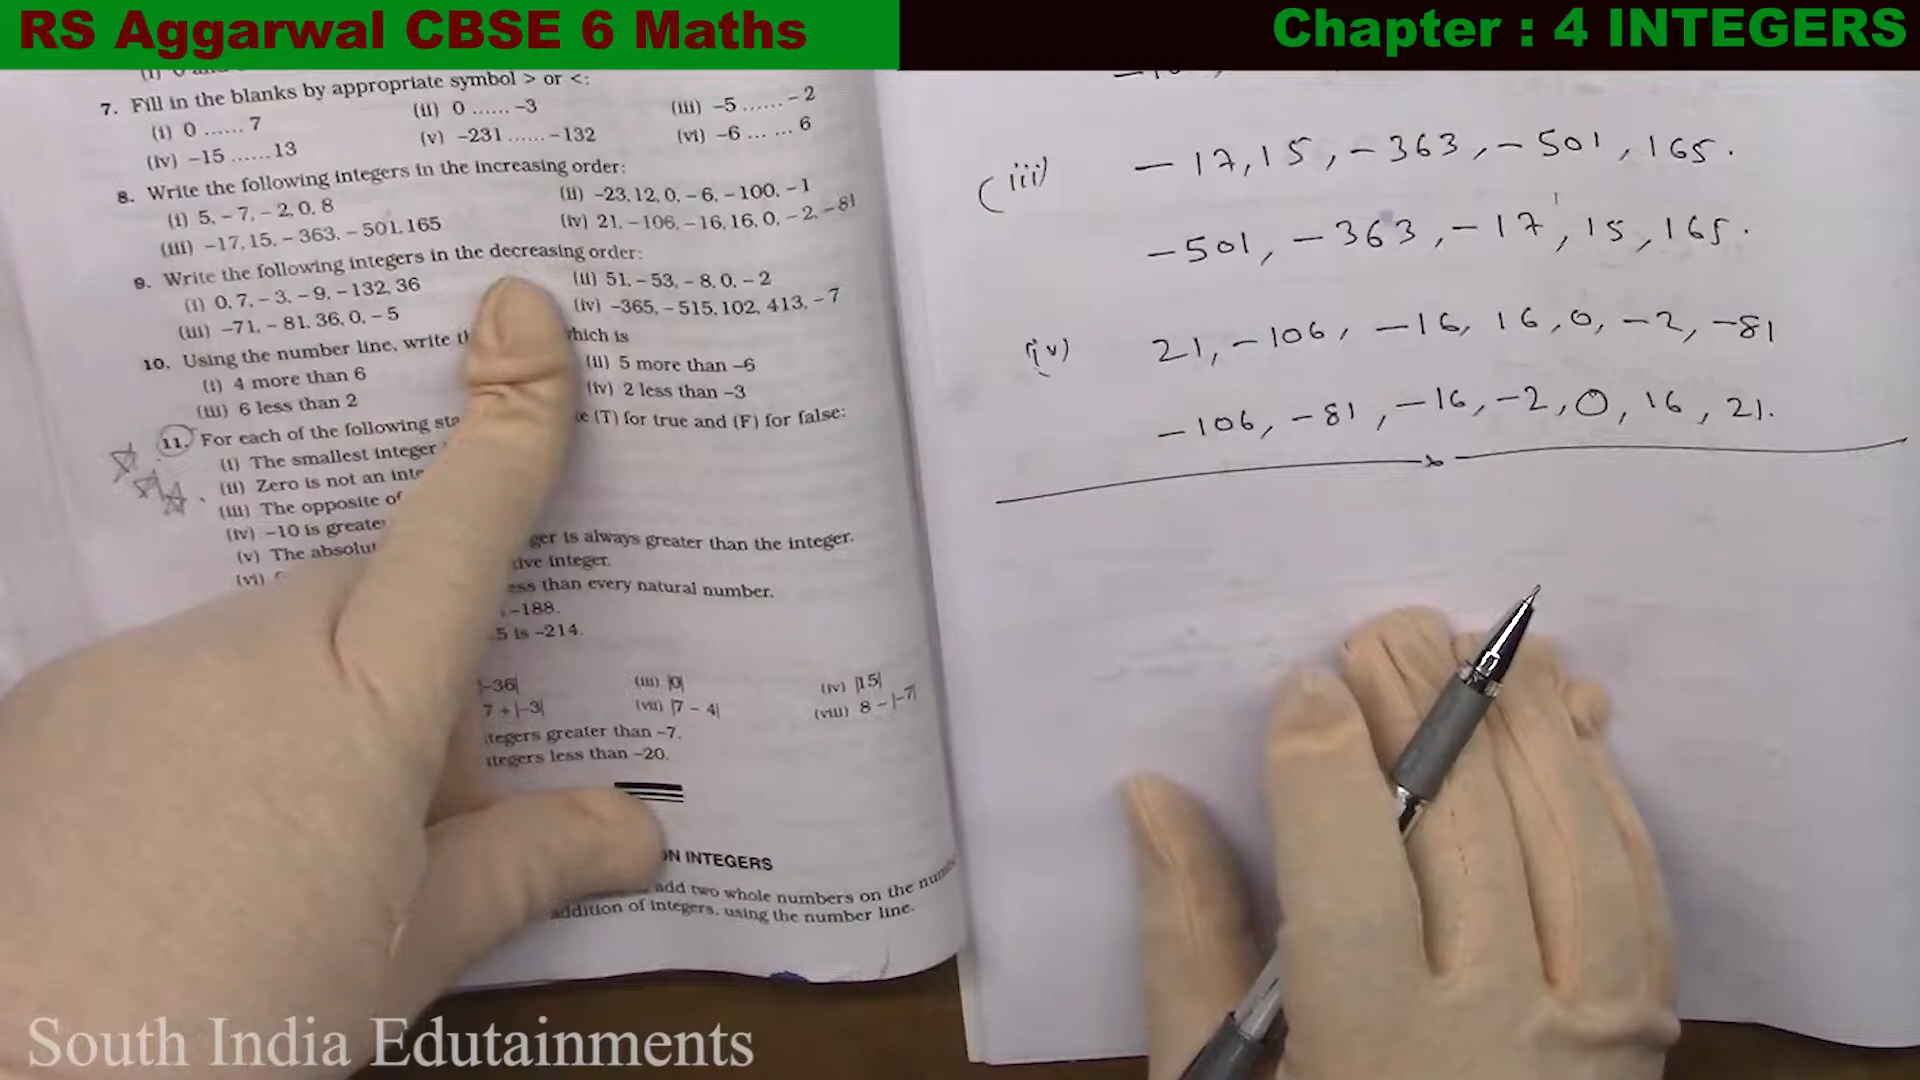 RS Aggarwal CBSE 6 Maths
Chapter : 4 INTEGERS
7. Fill in the blanks by appropriate symbol > or <:
(i) 0 ...... 7 (ii) 0 ...... -3 (iii) -5 ...... -2
(iv) -15 ...... 13 (v) -231 ...... -132 (vi) -6 ... ... 6
8. Write the following integers in the increasing order:
(i) 5, -7, -2, 0, 8 (ii) -23, 12, 0, -6, -100, -1
(iii) -17, 15, -363, -501, 165 (iv) 21, -106, -16, 16, 0, -2, -81
9. Write the following integers in the decreasing order:
(i) 0, 7, -3, -9, -132, 36 (ii) 51, -53, -8, 0, -2
(iii) -71, -81, 36, 0, -5 (iv) -365, -515, 102, 413, -7
10. Using the number line, write which is
(i) 4 more than 6 (ii) 5 more than -6
(iii) 6 less than 2 (iv) 2 less than -3
11. For each of the following (T) for true and (F) for false:
(i) The smallest integer
(ii) Zero is not an
(iii) The opposite of
(iv) -10 is
(v) The is always greater than the integer.
(vi) integer.
than every natural number.
-188.
5 is -214.
|-36| (iii) |0| (iv) |15|
7 + |-3| (vii) |7 - 4| (viii) 8 - |-7|
greater than -7.
less than -20.
INTEGERS
add two whole numbers on the
addition of integers, using the number line.
(iii) -17, 15, -363, -501, 165.
-501, -363, -17, 15, 165.
(iv) 21, -106, -16, 16, 0, -2, -81
-106, -81, -16, -2, 0, 16, 21.
South India Edutainments